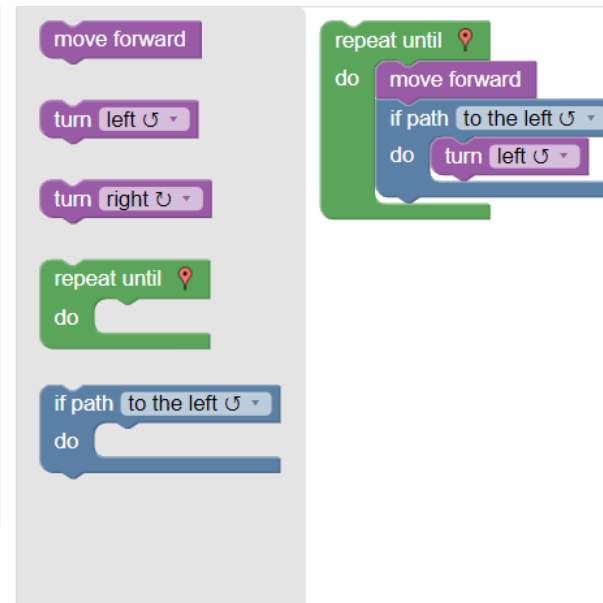 move forward
turn left ↺
turn right ↻
repeat until
do
if path to the left ↺
do
repeat until
do
move forward
if path to the left ↺
do
turn left ↺